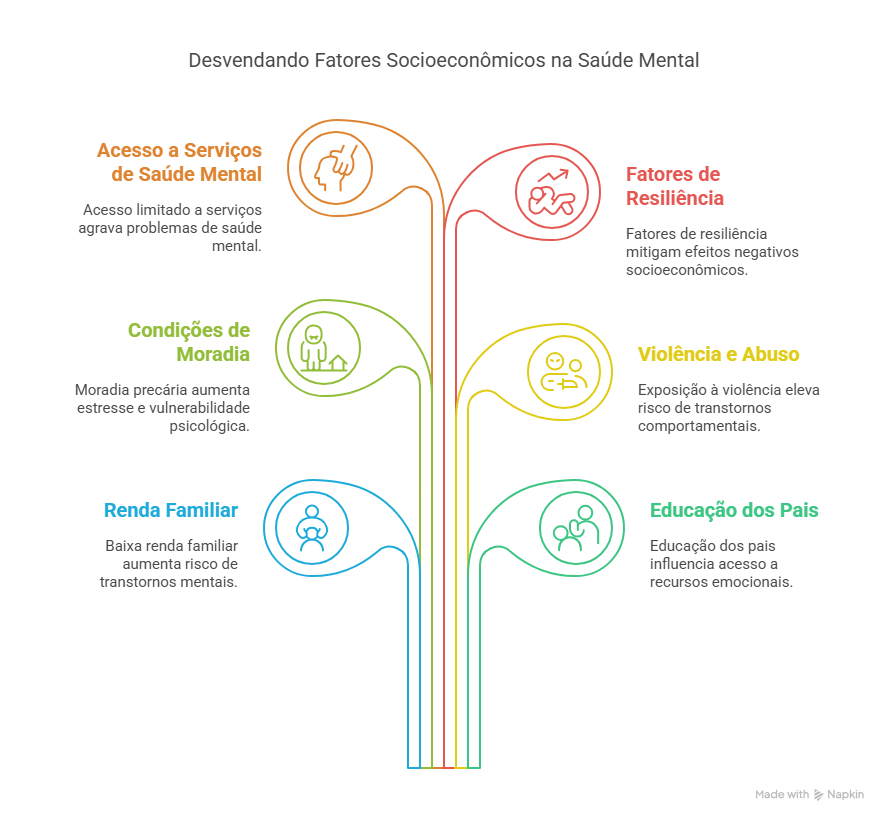 Desvendando Fatores Socioeconômicos na Saúde Mental
Acesso a Serviços
de Saúde Mental
Acesso limitado a serviços
agrava problemas de saúde
mental.
Fatores de
Resiliência
Fatores de resiliência
mitigam efeitos negativos
socioeconômicos.
Condições de
Moradia
Moradia precária aumenta
estresse e vulnerabilidade
psicológica.
Violência e Abuso
Exposição à violência eleva
risco de transtornos
comportamentais.
Renda Familiar
Baixa renda familiar
aumenta risco de
transtornos mentais.
Educação dos Pais
Educação dos pais
influencia acesso a
recursos emocionais.
Made with Napkin